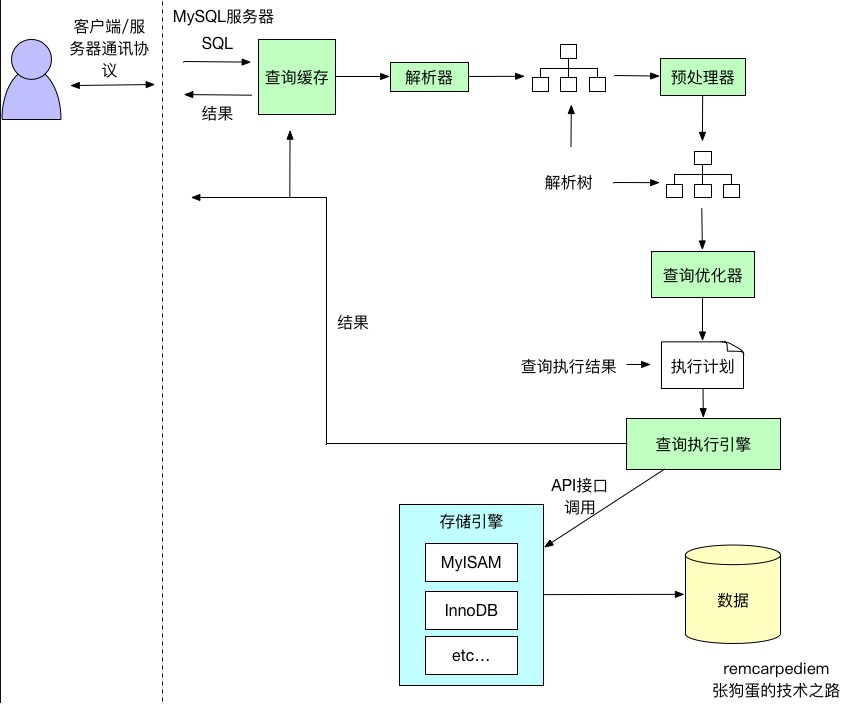 客户端/服
务器通讯协
议
MySQL服务器
SQL
结果
查询缓存
解析器
预处理器
解析树
查询优化器
结果
查询执行结果
执行计划
查询执行引擎
API接口
调用
存储引擎
MyISAM
InnoDB
etc...
数据
remcarpediem
张狗蛋的技术之路